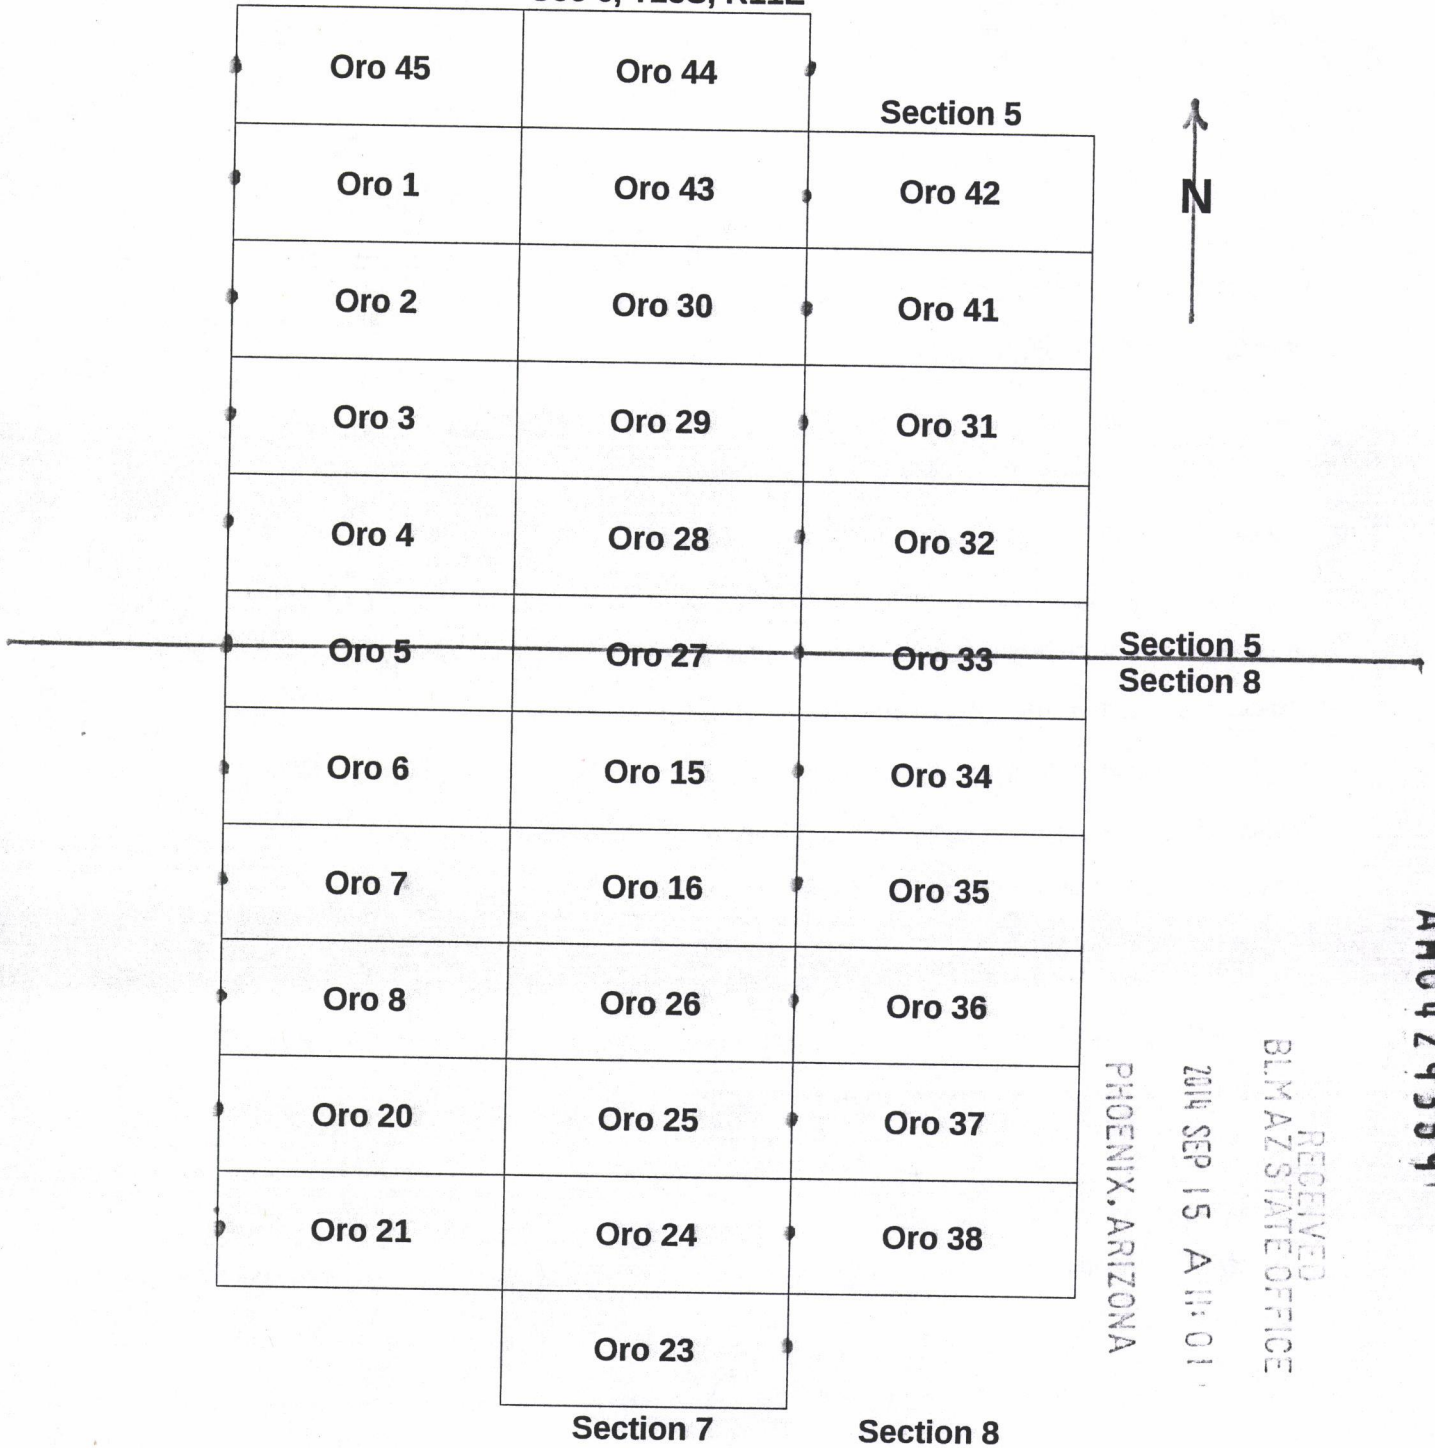 Oro 45 Oro 44
Section 5
Oro 1 Oro 43 Oro 42
N
Oro 2 Oro 30 Oro 41
Oro 3 Oro 29 Oro 31
Oro 4 Oro 28 Oro 32
Oro 5 Oro 27 Oro 33
Section 5
Section 8
Oro 6 Oro 15 Oro 34
Oro 7 Oro 16 Oro 35
Oro 8 Oro 26 Oro 36
Oro 20 Oro 25 Oro 37
Oro 21 Oro 24 Oro 38
Oro 23
Section 7 Section 8
RECEIVED
BLM AZ STATE OFFICE
2014 SEP 15 A 11:01
PHOENIX, ARIZONA